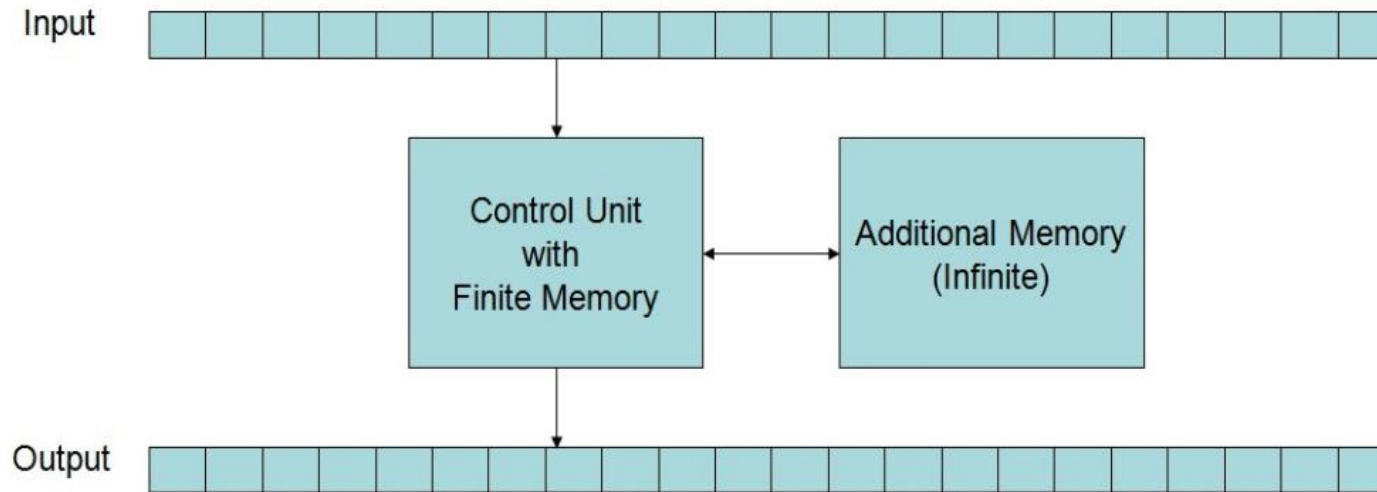 Input
Control Unit
with
Finite Memory
Additional Memory
(Infinite)
Output